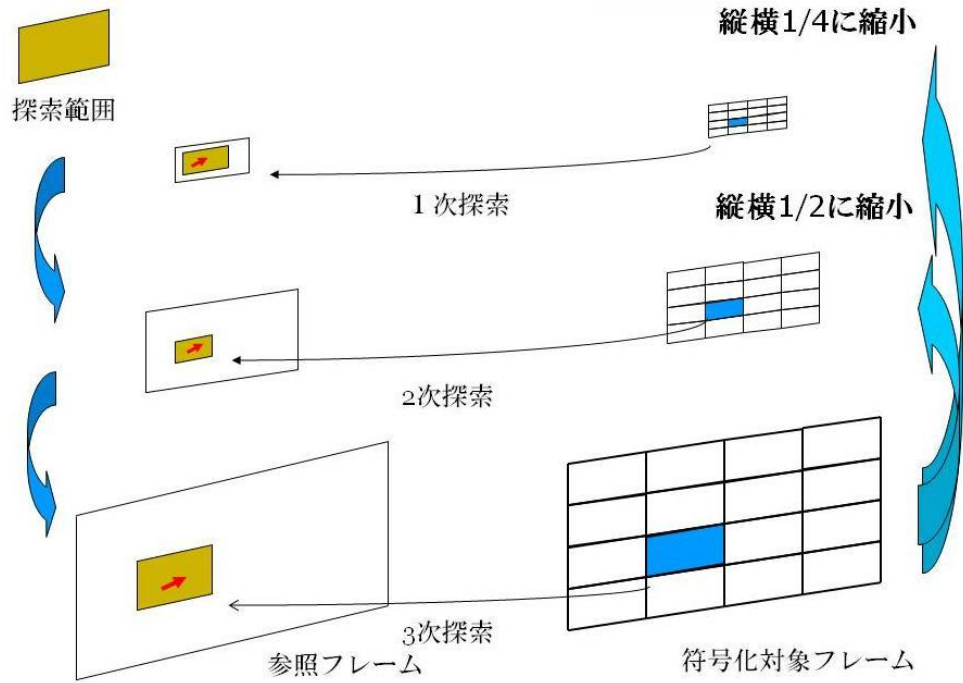 縦横1/4に縮小
探索範囲
1次探索
縦横1/2に縮小
2次探索
3次探索
参照フレーム
符号化対象フレーム